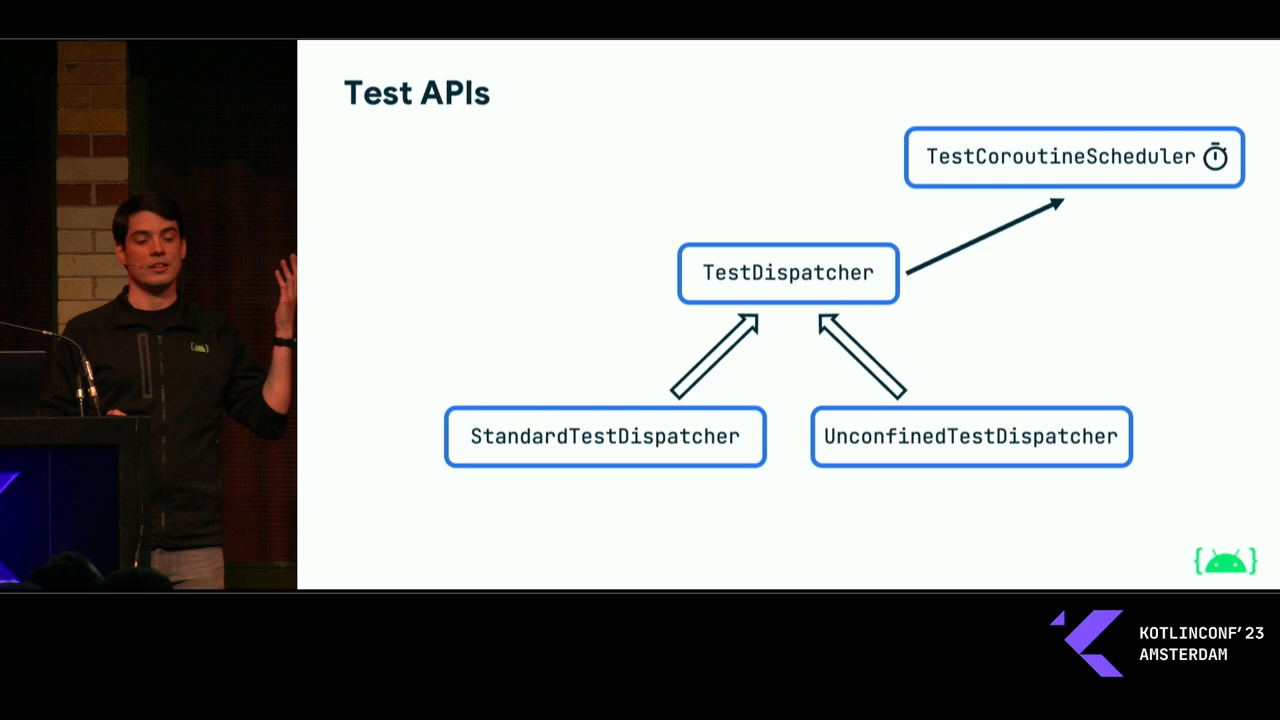 Test APIs
TestCoroutineScheduler
TestDispatcher
StandardTestDispatcher
UnconfinedTestDispatcher
KOTLINCONF'23
AMSTERDAM